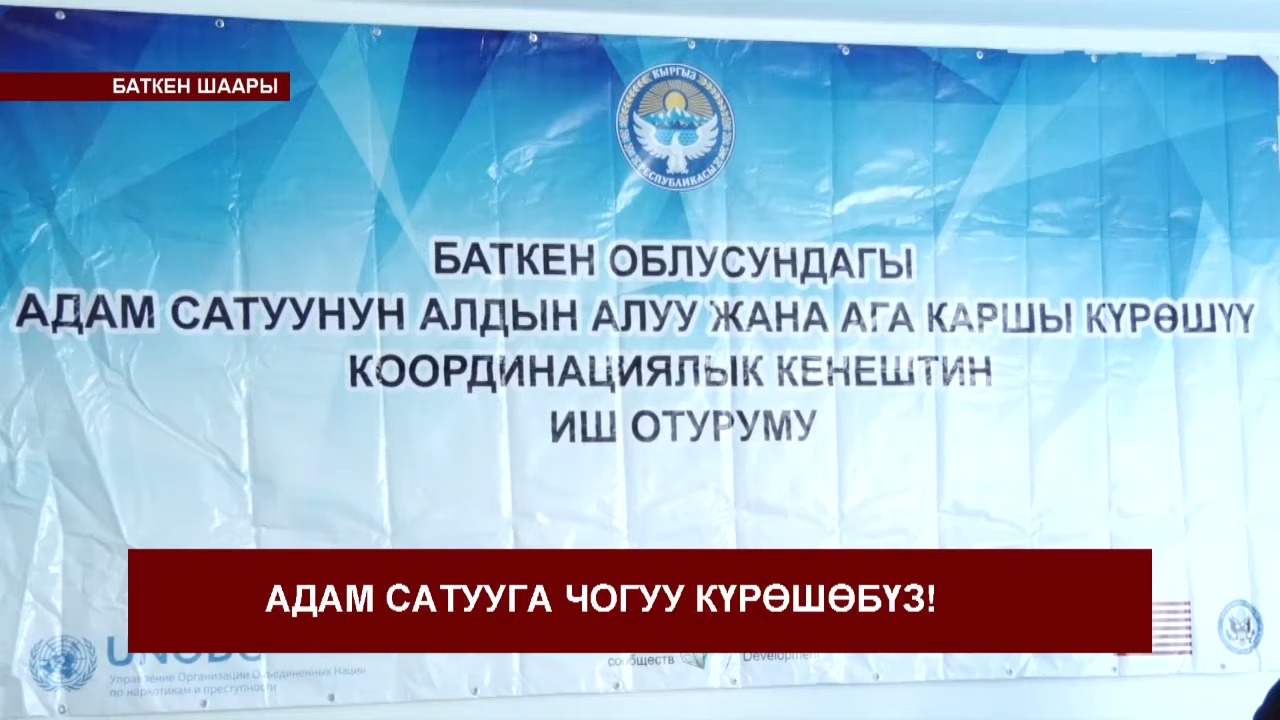 БАТКЕН ШААРЫ
КЫРГЫЗ
РЕСПУБЛИКАСЫ
БАТКЕН ОБЛУСУНДАГЫ
АДАМ САТУУНУН АЛДЫН АЛУУ ЖАНА АГА КАРШЫ КҮРӨШҮҮ
КООРДИНАЦИЯЛЫК КЕНЕШТИН
ИШ ОТУРУМУ
АДАМ САТУУГА ЧОГУУ КҮРӨШӨБҮЗ!
UNODC
Управление Организации Объединенных Наций
по наркотикам и преступности
сообществ
Development